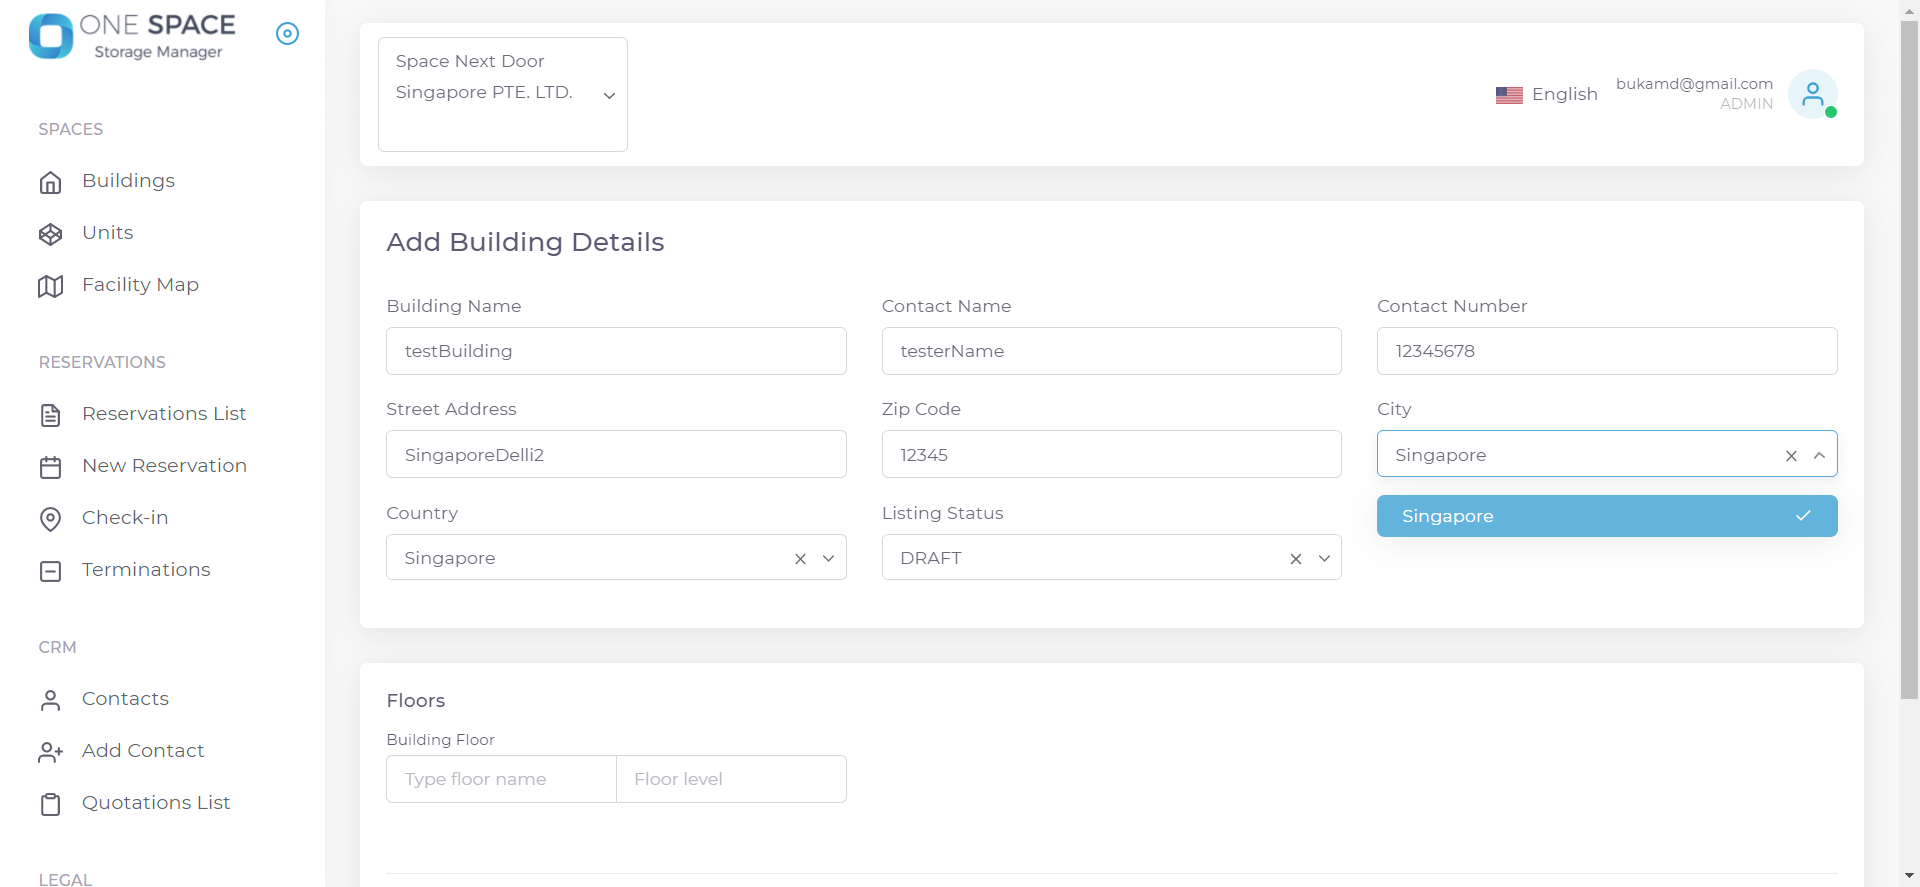 ONE SPACE
Storage Manager
SPACES
Buildings
Units
Facility Map
RESERVATIONS
Reservations List
New Reservation
Check-in
Terminations
CRM
Contacts
Add Contact
Quotations List
LEGAL
Space Next Door
Singapore PTE. LTD.
English
bukamd@gmail.com
ADMIN
Add Building Details
Building Name
Contact Name
Contact Number
testBuilding
testerName
12345678
Street Address
Zip Code
City
SingaporeDelli2
12345
Singapore
Singapore
Country
Listing Status
Singapore
DRAFT
Floors
Building Floor
Type floor name
Floor level